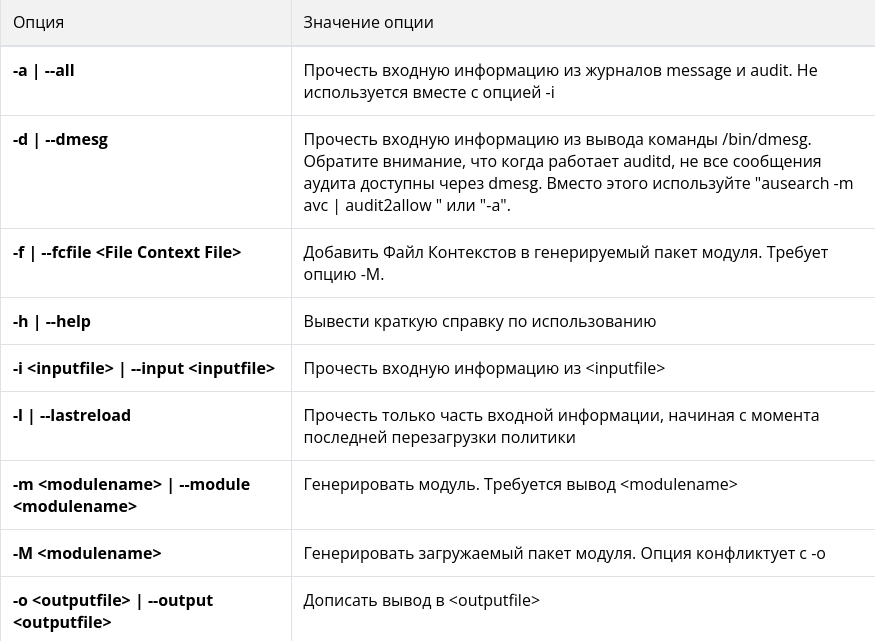 Опция
Значение опции
-a | --all
Прочесть входную информацию из журналов message и audit. Не
используется вместе с опцией -i
-d | --dmesg
Прочесть входную информацию из вывода команды /bin/dmesg.
Обратите внимание, что когда работает auditd, не все сообщения
аудита доступны через dmesg. Вместо этого используйте "ausearch -m
avc | audit2allow " или "-a".
-f | --fcfile <File Context File>
Добавить Файл Контекстов в генерируемый пакет модуля. Требует
опцию -M.
-h | --help
Вывести краткую справку по использованию
-i <inputfile> | --input <inputfile>
Прочесть входную информацию из <inputfile>
-l | --lastreload
Прочесть только часть входной информации, начиная с момента
последней перезагрузки политики
-m <modulename> | --module
<modulename>
Генерировать модуль. Требуется вывод <modulename>
-M <modulename>
Генерировать загружаемый пакет модуля. Опция конфликтует с -o
-o <outputfile> | --output
<outputfile>
Дописать вывод в <outputfile>